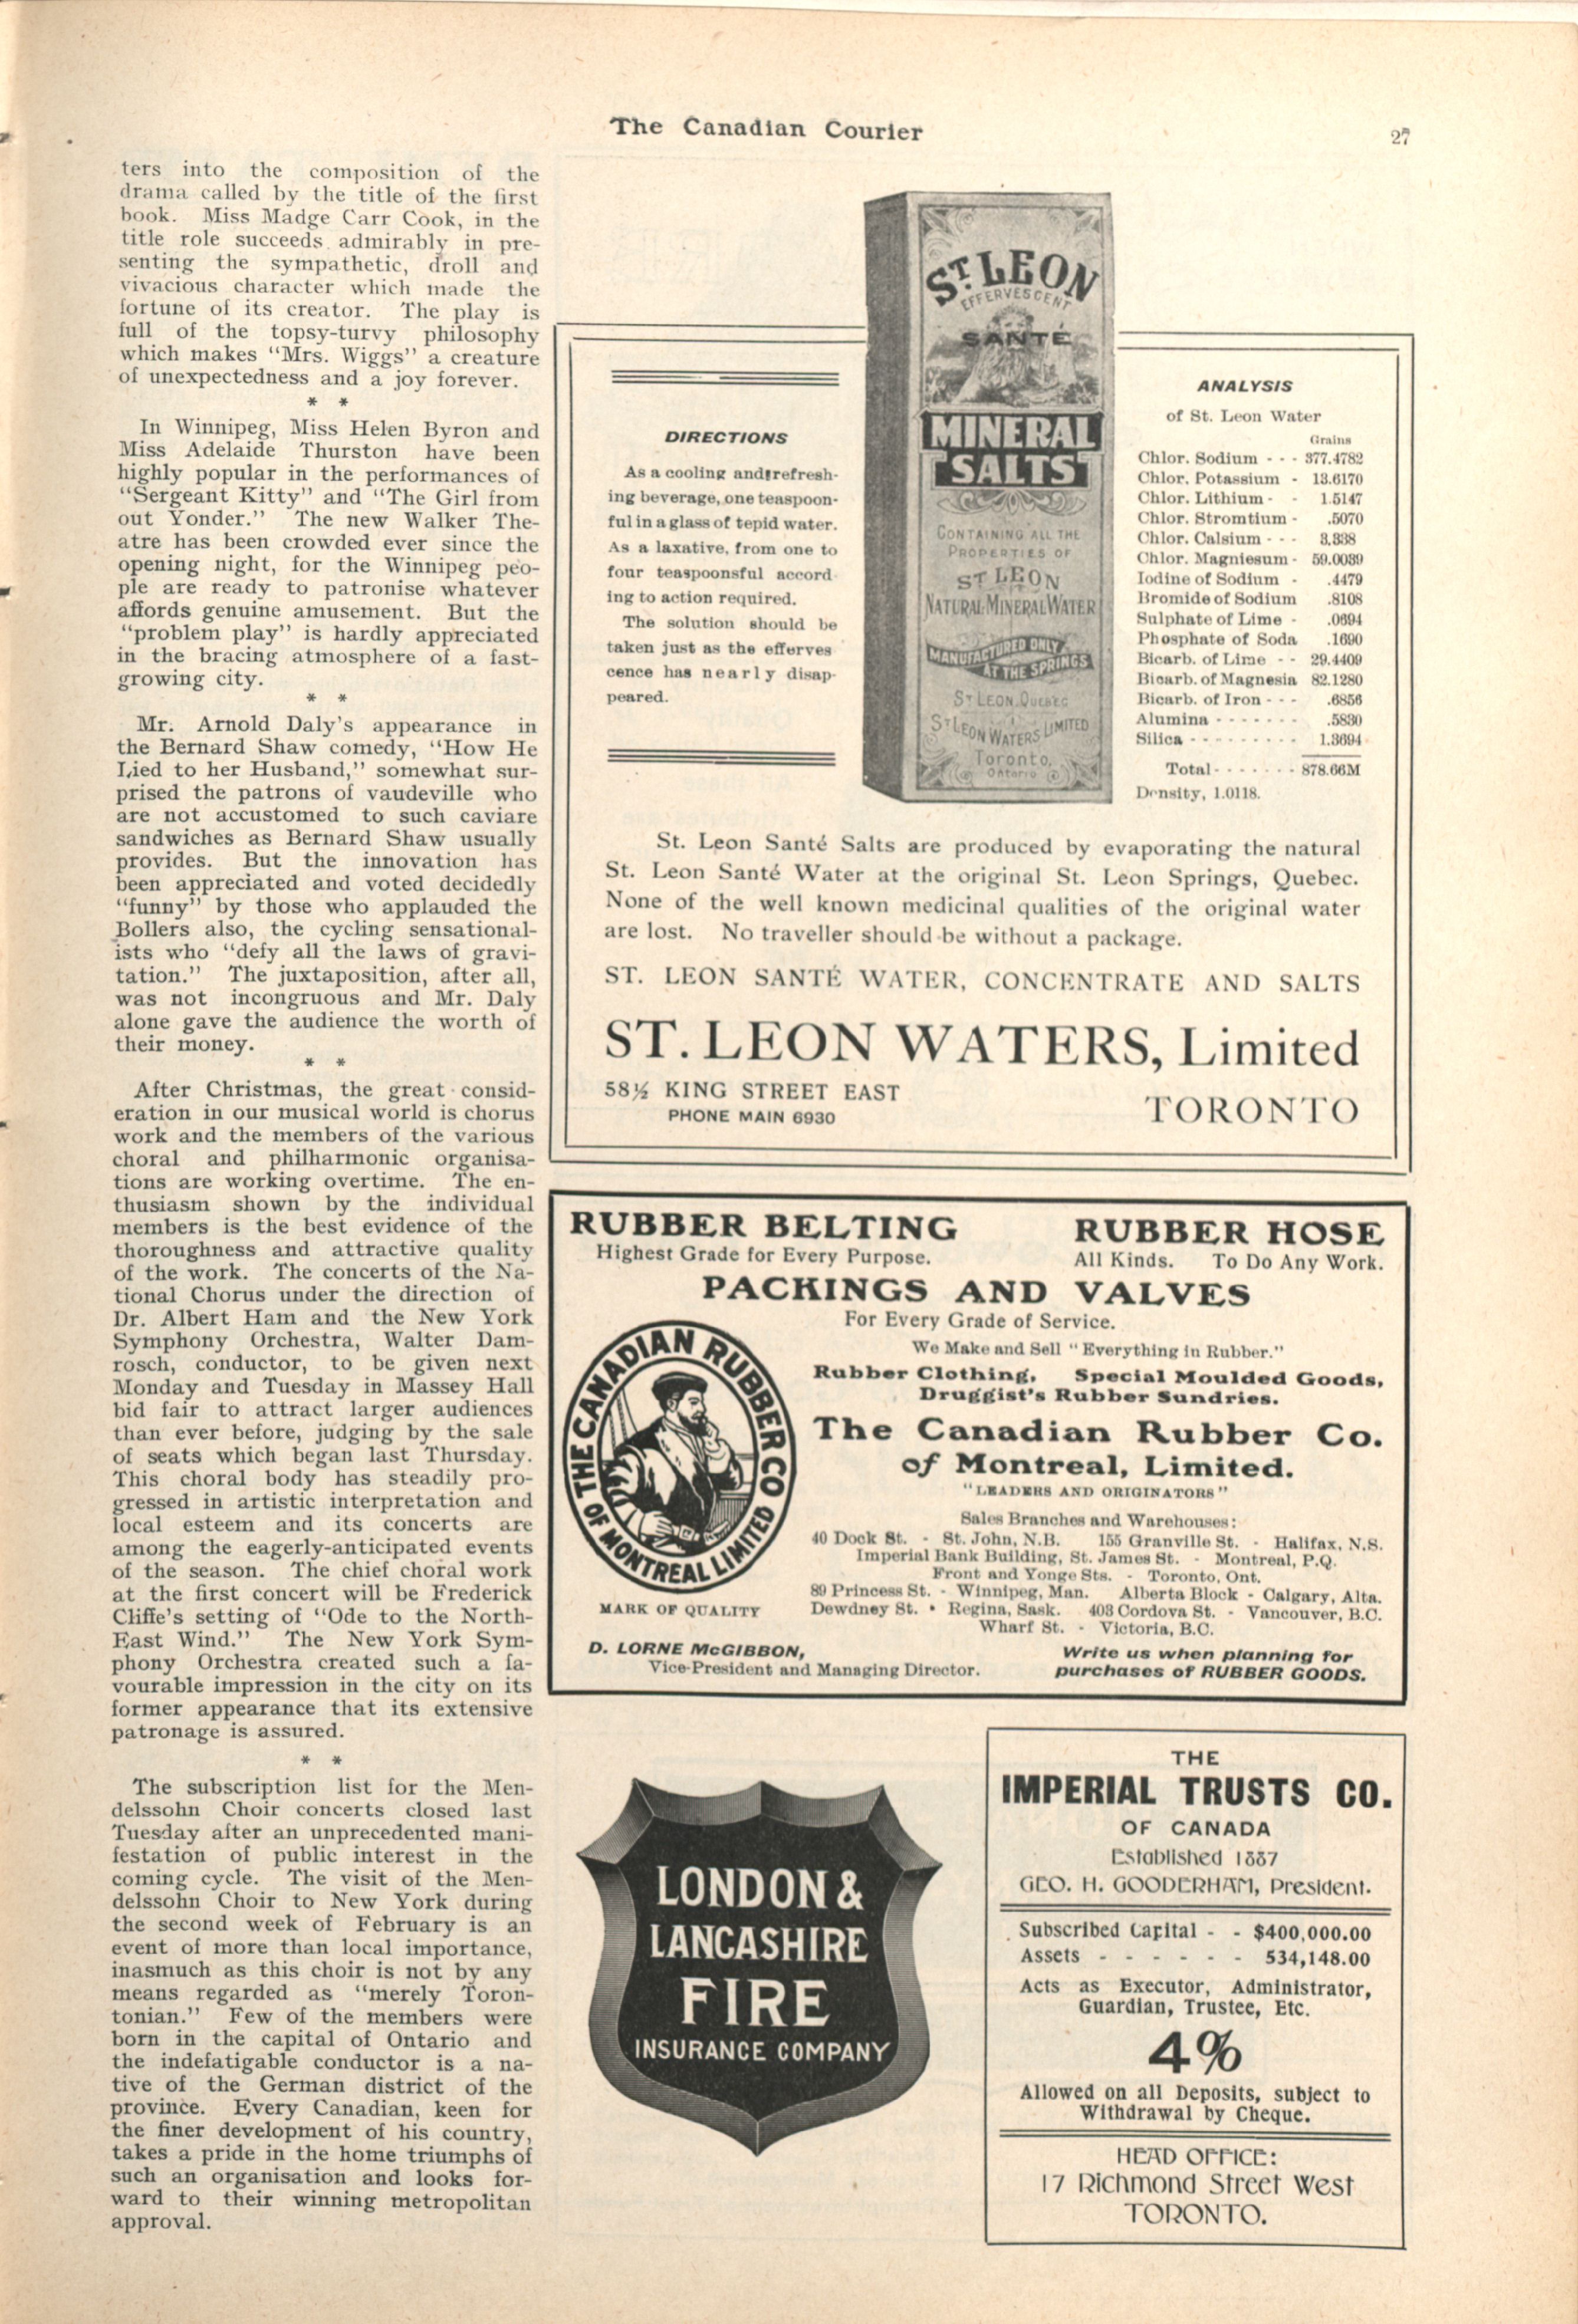 The Canadian Courier
27
ters into the composition of the
drama called by the title of the first
book. Miss Madge Carr Cook, in the
title role succeeds admirably in pre-
senting the sympathetic, droll and
vivacious character which made the
fortune of its creator. The play is
full of the topsy-turvy philosophy
which makes "Mrs. Wiggs" a creature
of unexpectedness and a joy forever.
* *
In Winnipeg, Miss Helen Byron and
Miss Adelaide Thurston have been
highly popular in the performances of
"Sergeant Kitty" and "The Girl from
out Yonder." The new Walker The-
atre has been crowded ever since the
opening night, for the Winnipeg peo-
ple are ready to patronise whatever
affords genuine amusement. But the
"problem play" is hardly appreciated
in the bracing atmosphere of a fast-
growing city.
* *
Mr. Arnold Daly's appearance in
the Bernard Shaw comedy, "How He
Lied to her Husband," somewhat sur-
prised the patrons of vaudeville who
are not accustomed to such caviare
sandwiches as Bernard Shaw usually
provides. But the innovation has
been appreciated and voted decidedly
"funny" by those who applauded the
Bollers also, the cycling sensational-
ists who "defy all the laws of gravi-
tation." The juxtaposition, after all,
was not incongruous and Mr. Daly
alone gave the audience the worth of
their money.
* *
After Christmas, the great consid-
eration in our musical world is chorus
work and the members of the various
choral and philharmonic organisa-
tions are working overtime. The en-
thusiasm shown by the individual
members is the best evidence of the
thoroughness and attractive quality
of the work. The concerts of the Na-
tional Chorus under the direction of
Dr. Albert Ham and the New York
Symphony Orchestra, Walter Dam-
rosch, conductor, to be given next
Monday and Tuesday in Massey Hall
bid fair to attract larger audiences
than ever before, judging by the sale
of seats which began last Thursday.
This choral body has steadily pro-
gressed in artistic interpretation and
local esteem and its concerts are
among the eagerly-anticipated events
of the season. The chief choral work
at the first concert will be Frederick
Cliffe's setting of "Ode to the North-
East Wind." The New York Sym-
phony Orchestra created such a fa-
vourable impression in the city on its
former appearance that its extensive
patronage is assured.
* *
The subscription list for the Men-
delssohn Choir concerts closed last
Tuesday after an unprecedented mani-
festation of public interest in the
coming cycle. The visit of the Men-
delssohn Choir to New York during
the second week of February is an
event of more than local importance,
inasmuch as this choir is not by any
means regarded as "merely Toron-
tonian." Few of the members were
born in the capital of Ontario and
the indefatigable conductor is a na-
tive of the German district of the
province. Every Canadian, keen for
the finer development of his country,
takes a pride in the home triumphs of
such an organisation and looks for-
ward to their winning metropolitan
approval.
DIRECTIONS
As a cooling and refresh-
ing beverage, one teaspoon-
ful in a glass of tepid water.
As a laxative, from one to
four teaspoonsful accord-
ing to action required.
The solution should be
taken just as the efferves
cence has nearly disap-
peared.
ST. LEON
EFFERVESCENT
SANTÉ
MINERAL
SALTS
CONTAINING ALL THE
PROPERTIES OF
ST LEON
NATURAL MINERAL WATER
MANUFACTURED ONLY
AT THE SPRINGS
ST LEON, QUEBEC
ST LEON WATERS LIMITED
Toronto,
Ontario
ANALYSIS
of St. Leon Water
Grains
Chlor. Sodium - - - 377.4782
Chlor. Potassium - 13.6170
Chlor. Lithium - - 1.5147
Chlor. Stromtium - .5070
Chlor. Calsium - - - 3.338
Chlor. Magniesum - 59.0039
Iodine of Sodium - .4479
Bromide of Sodium .8108
Sulphate of Lime - .0694
Phosphate of Soda .1690
Bicarb. of Lime - - 29.4409
Bicarb. of Magnesia 82.1280
Bicarb. of Iron - - - .6856
Alumina - - - - - - - .5830
Silica - - - - - - - - - 1.3694
Total - - - - - - - 878.66M
Density, 1.0118.
St. Leon Santé Salts are produced by evaporating the natural
St. Leon Santé Water at the original St. Leon Springs, Quebec.
None of the well known medicinal qualities of the original water
are lost. No traveller should be without a package.
ST. LEON SANTÉ WATER, CONCENTRATE AND SALTS
ST. LEON WATERS, Limited
58½ KING STREET EAST
PHONE MAIN 6930
TORONTO
RUBBER BELTING
Highest Grade for Every Purpose.
RUBBER HOSE
All Kinds. To Do Any Work.
PACKINGS AND VALVES
For Every Grade of Service.
We Make and Sell "Everything in Rubber."
Rubber Clothing, Special Moulded Goods,
Druggist's Rubber Sundries.
The Canadian Rubber Co.
of Montreal, Limited.
"LEADERS AND ORIGINATORS"
Sales Branches and Warehouses:
40 Dock St. - St. John, N.B. 155 Granville St. - Halifax, N.S.
Imperial Bank Building, St. James St. - Montreal, P.Q.
Front and Yonge Sts. - Toronto, Ont.
89 Princess St. - Winnipeg, Man. Alberta Block - Calgary, Alta.
Dewdney St. - Regina, Sask. 403 Cordova St. - Vancouver, B.C.
Wharf St. - Victoria, B.C.
THE CANADIAN RUBBER CO
OF MONTREAL LIMITED
MARK OF QUALITY
D. LORNE McGIBBON,
Vice-President and Managing Director.
Write us when planning for
purchases of RUBBER GOODS.
LONDON &
LANCASHIRE
FIRE
INSURANCE COMPANY
THE
IMPERIAL TRUSTS CO.
OF CANADA
Established 1887
GEO. H. GOODERHAM, President.
Subscribed Capital - - $400,000.00
Assets - - - - - - 534,148.00
Acts as Executor, Administrator,
Guardian, Trustee, Etc.
4%
Allowed on all Deposits, subject to
Withdrawal by Cheque.
HEAD OFFICE:
17 Richmond Street West
TORONTO.